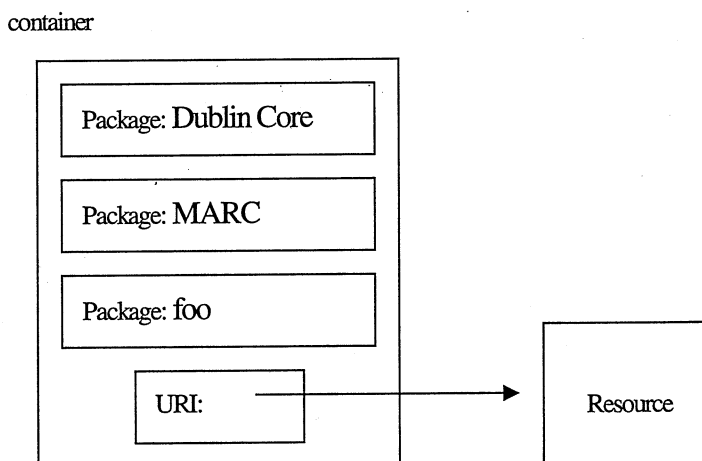 container
Package: Dublin Core
Package: MARC
Package: foo
URI:
Resource